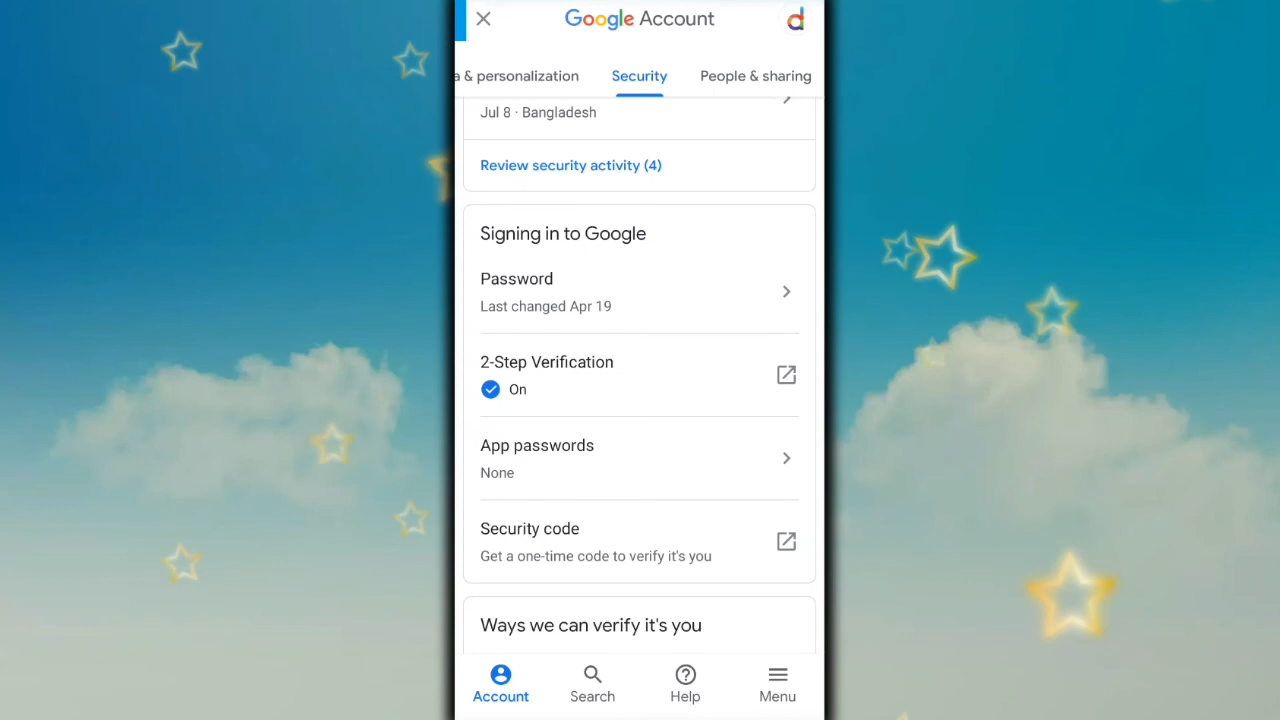 Google Account
a & personalization Security People & sharing
Jul 8 · Bangladesh
Review security activity (4)
Signing in to Google
Password
Last changed Apr 19
2-Step Verification
On
App passwords
None
Security code
Get a one-time code to verify it's you
Ways we can verify it's you
Account Search Help Menu